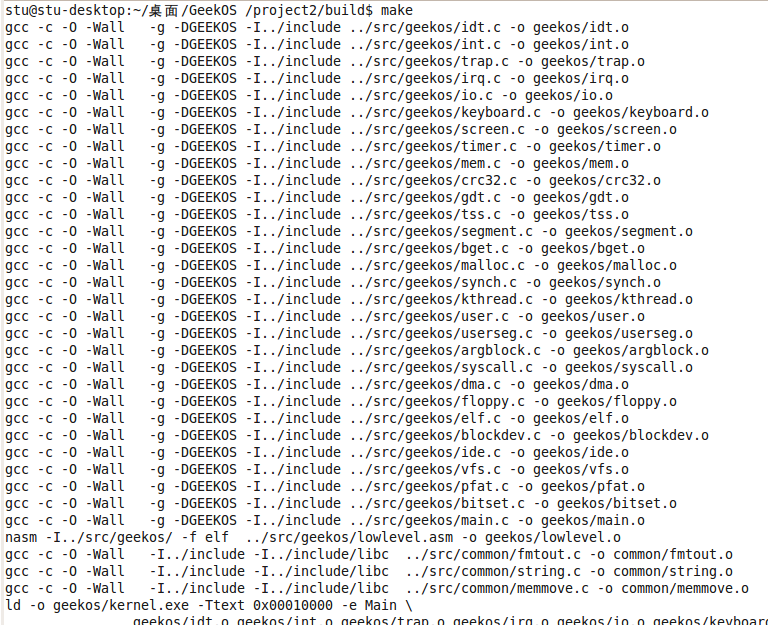 stu@stu-desktop:~/桌面/GeekOS /project2/build$ make
gcc -c -O -Wall   -g -DGEEKOS -I../include ../src/geekos/idt.c -o geekos/idt.o
gcc -c -O -Wall   -g -DGEEKOS -I../include ../src/geekos/int.c -o geekos/int.o
gcc -c -O -Wall   -g -DGEEKOS -I../include ../src/geekos/trap.c -o geekos/trap.o
gcc -c -O -Wall   -g -DGEEKOS -I../include ../src/geekos/irq.c -o geekos/irq.o
gcc -c -O -Wall   -g -DGEEKOS -I../include ../src/geekos/io.c -o geekos/io.o
gcc -c -O -Wall   -g -DGEEKOS -I../include ../src/geekos/keyboard.c -o geekos/keyboard.o
gcc -c -O -Wall   -g -DGEEKOS -I../include ../src/geekos/screen.c -o geekos/screen.o
gcc -c -O -Wall   -g -DGEEKOS -I../include ../src/geekos/timer.c -o geekos/timer.o
gcc -c -O -Wall   -g -DGEEKOS -I../include ../src/geekos/mem.c -o geekos/mem.o
gcc -c -O -Wall   -g -DGEEKOS -I../include ../src/geekos/crc32.c -o geekos/crc32.o
gcc -c -O -Wall   -g -DGEEKOS -I../include ../src/geekos/gdt.c -o geekos/gdt.o
gcc -c -O -Wall   -g -DGEEKOS -I../include ../src/geekos/tss.c -o geekos/tss.o
gcc -c -O -Wall   -g -DGEEKOS -I../include ../src/geekos/segment.c -o geekos/segment.o
gcc -c -O -Wall   -g -DGEEKOS -I../include ../src/geekos/bget.c -o geekos/bget.o
gcc -c -O -Wall   -g -DGEEKOS -I../include ../src/geekos/malloc.c -o geekos/malloc.o
gcc -c -O -Wall   -g -DGEEKOS -I../include ../src/geekos/synch.c -o geekos/synch.o
gcc -c -O -Wall   -g -DGEEKOS -I../include ../src/geekos/kthread.c -o geekos/kthread.o
gcc -c -O -Wall   -g -DGEEKOS -I../include ../src/geekos/user.c -o geekos/user.o
gcc -c -O -Wall   -g -DGEEKOS -I../include ../src/geekos/userseg.c -o geekos/userseg.o
gcc -c -O -Wall   -g -DGEEKOS -I../include ../src/geekos/argblock.c -o geekos/argblock.o
gcc -c -O -Wall   -g -DGEEKOS -I../include ../src/geekos/syscall.c -o geekos/syscall.o
gcc -c -O -Wall   -g -DGEEKOS -I../include ../src/geekos/dma.c -o geekos/dma.o
gcc -c -O -Wall   -g -DGEEKOS -I../include ../src/geekos/floppy.c -o geekos/floppy.o
gcc -c -O -Wall   -g -DGEEKOS -I../include ../src/geekos/elf.c -o geekos/elf.o
gcc -c -O -Wall   -g -DGEEKOS -I../include ../src/geekos/blockdev.c -o geekos/blockdev.o
gcc -c -O -Wall   -g -DGEEKOS -I../include ../src/geekos/ide.c -o geekos/ide.o
gcc -c -O -Wall   -g -DGEEKOS -I../include ../src/geekos/vfs.c -o geekos/vfs.o
gcc -c -O -Wall   -g -DGEEKOS -I../include ../src/geekos/pfat.c -o geekos/pfat.o
gcc -c -O -Wall   -g -DGEEKOS -I../include ../src/geekos/bitset.c -o geekos/bitset.o
gcc -c -O -Wall   -g -DGEEKOS -I../include ../src/geekos/main.c -o geekos/main.o
nasm -I../src/geekos/ -f elf  ../src/geekos/lowlevel.asm -o geekos/lowlevel.o
gcc -c -O -Wall   -I../include -I../include/libc  ../src/common/fmtout.c -o common/fmtout.o
gcc -c -O -Wall   -I../include -I../include/libc  ../src/common/string.c -o common/string.o
gcc -c -O -Wall   -I../include -I../include/libc  ../src/common/memmove.c -o common/memmove.o
ld -o geekos/kernel.exe -Ttext 0x00010000 -e Main \
geekos/idt.o geekos/int.o geekos/trap.o geekos/irq.o geekos/io.o geekos/keyboard